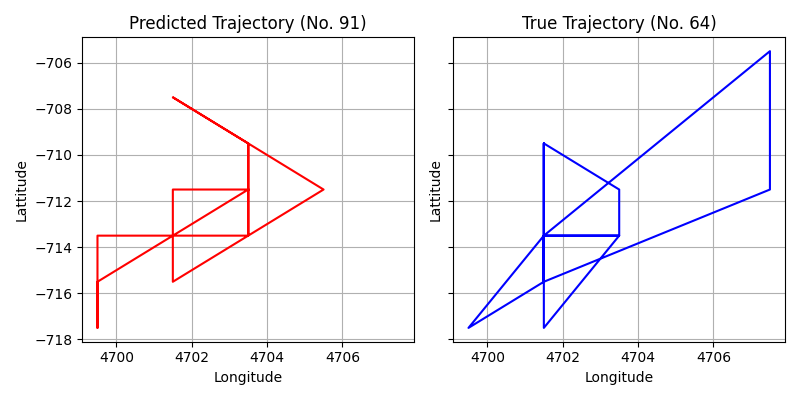 Predicted Trajectory (No. 91)
True Trajectory (No. 64)
−706
−708
−710
−712
−714
−716
−718
Lattitude
Lattitude
4700
4702
4704
4706
4700
4702
4704
4706
Longitude
Longitude